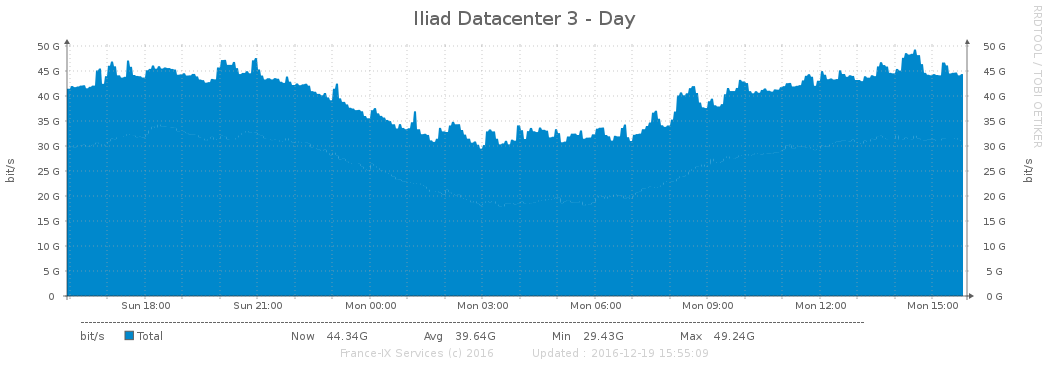 Iliad Datacenter 3 - Day
RRDTOOL / TOBI OETIKER
50 G 50 G
45 G 45 G
40 G 40 G
35 G 35 G
30 G 30 G
25 G 25 G
20 G 20 G
15 G 15 G
10 G 10 G
5 G 5 G
0 0 G
bit/s bit/s
Sun 18:00 Sun 21:00 Mon 00:00 Mon 03:00 Mon 06:00 Mon 09:00 Mon 12:00 Mon 15:00
bit/s Total Now 44.34G Avg 39.64G Min 29.43G Max 49.24G
France-IX Services (c) 2016 Updated : 2016-12-19 15:55:09